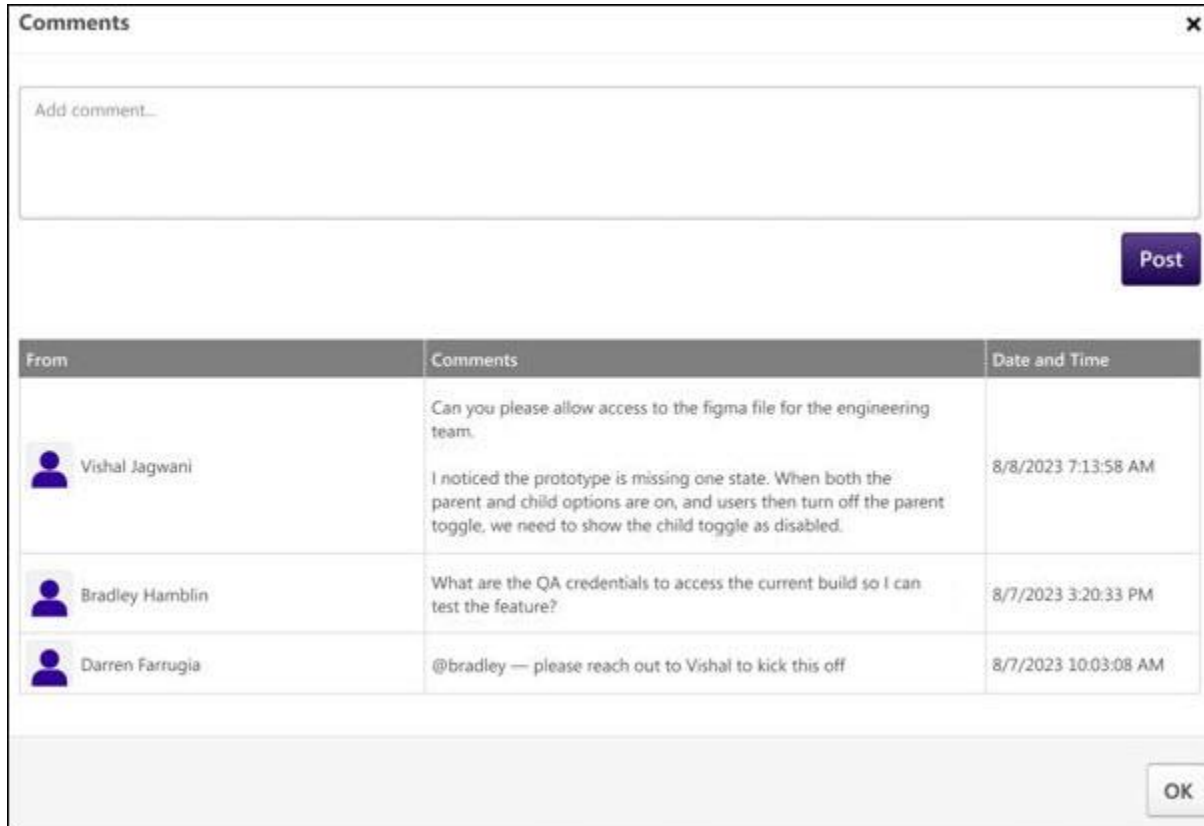 Comments
Add comment...
Post
From Comments Date and Time
Can you please allow access to the figma file for the engineering
team.
Vishal Jagwani 8/8/2023 7:13:58 AM
I noticed the prototype is missing one state. When both the
parent and child options are on, and users then turn off the parent
toggle, we need to show the child toggle as disabled.
Bradley Hamblin
What are the QA credentials to access the current build so I can
test the feature?
8/7/2023 3:20:33 PM
Darren Farrugia @bradley — please reach out to Vishal to kick this off 8/7/2023 10:03:08 AM
OK